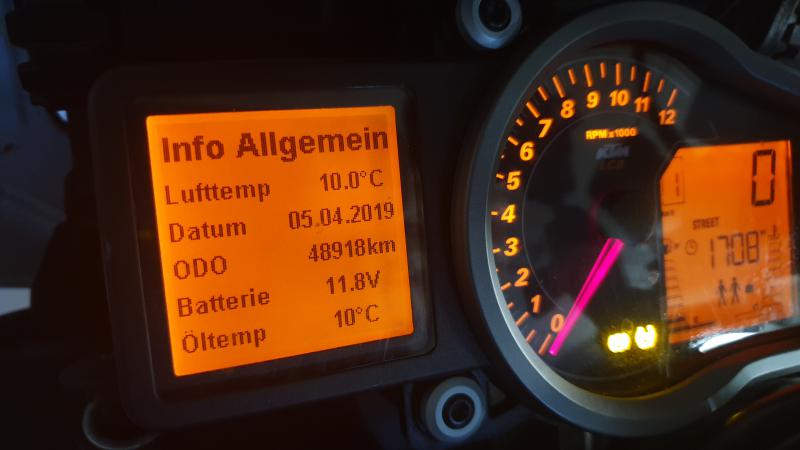 Info Allgemein
Lufttemp 10.0°C
Datum 05.04.2019
ODO 48918km
Batterie 11.8V
Öltemp 10°C
0
1
2
3
4
5
6
7
8
9
10
11
12
RPM x1000
KTM
0
STREET
1708